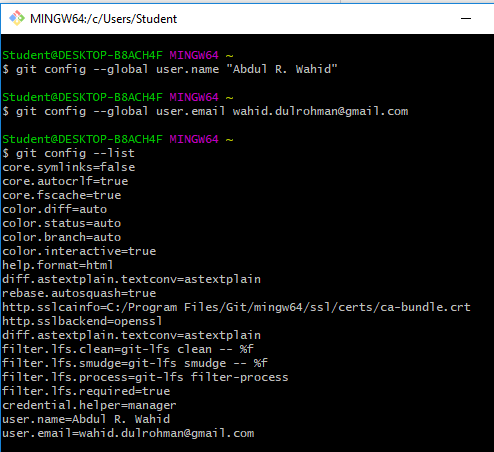 MINGW64:/c/Users/Student
Student@DESKTOP-B8ACH4F MINGW64 ~
$ git config --global user.name "Abdul R. Wahid"
Student@DESKTOP-B8ACH4F MINGW64 ~
$ git config --global user.email wahid.dulrohman@gmail.com
Student@DESKTOP-B8ACH4F MINGW64 ~
$ git config --list
core.symlinks=false
core.autocrlf=true
core.fscache=true
color.diff=auto
color.status=auto
color.branch=auto
color.interactive=true
help.format=html
diff.astextplain.textconv=astextplain
rebase.autosquash=true
http.sslcainfo=C:/Program Files/Git/mingw64/ssl/certs/ca-bundle.crt
http.sslbackend=openssl
diff.astextplain.textconv=astextplain
filter.lfs.clean=git-lfs clean -- %f
filter.lfs.smudge=git-lfs smudge -- %f
filter.lfs.process=git-lfs filter-process
filter.lfs.required=true
credential.helper=manager
user.name=Abdul R. Wahid
user.email=wahid.dulrohman@gmail.com